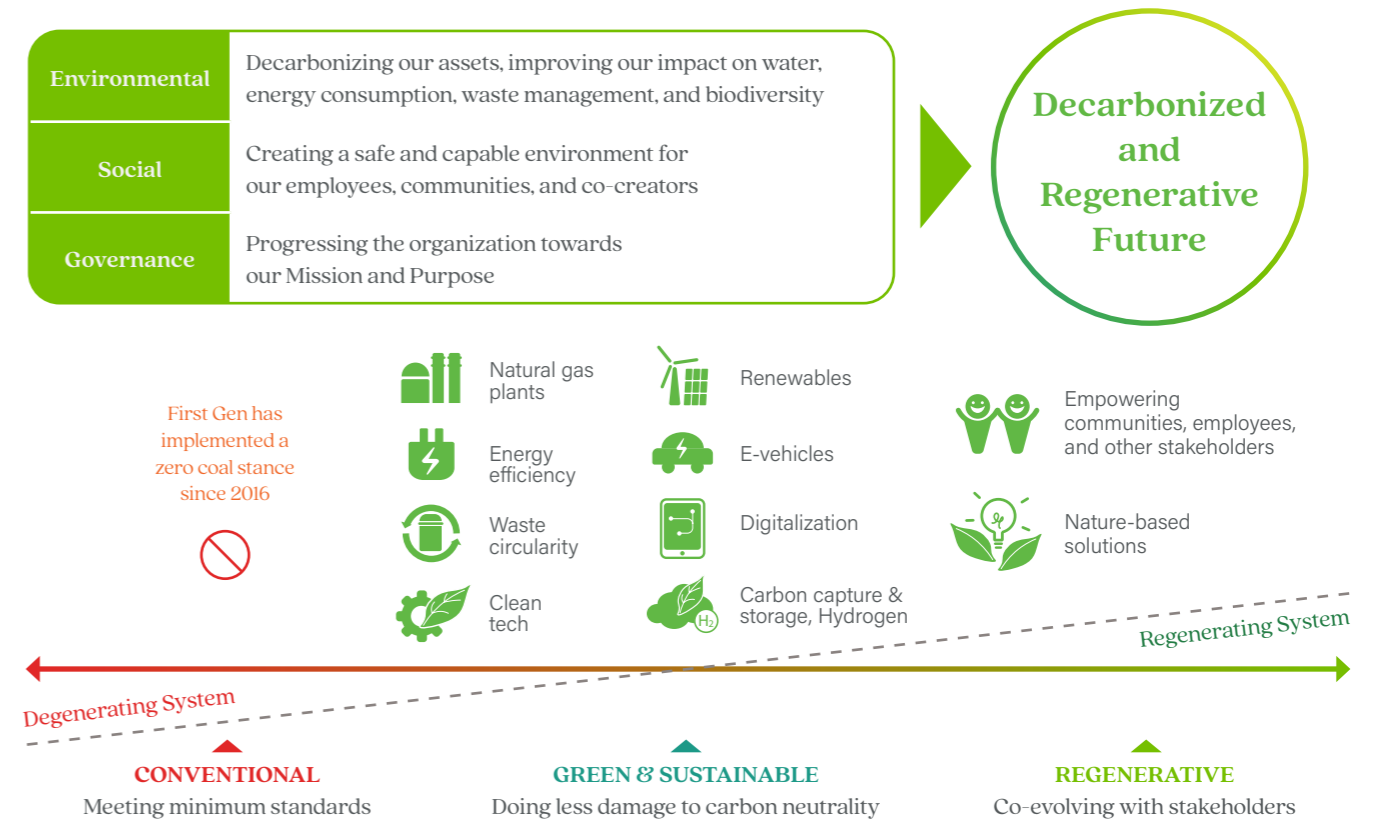 Environmental
Decarbonizing our assets, improving our impact on water,
energy consumption, waste management, and biodiversity
Social
Creating a safe and capable environment for
our employees, communities, and co-creators
Governance
Progressing the organization towards
our Mission and Purpose
Decarbonized
and
Regenerative
Future
First Gen has
implemented a
zero coal stance
since 2016
Natural gas
plants
Energy
efficiency
Waste
circularity
Clean
tech
Renewables
E-vehicles
Digitalization
Carbon capture &
storage, Hydrogen
H₂
Empowering
communities, employees,
and other stakeholders
Nature-based
solutions
Degenerating System
Regenerating System
CONVENTIONAL
Meeting minimum standards
GREEN & SUSTAINABLE
Doing less damage to carbon neutrality
REGENERATIVE
Co-evolving with stakeholders